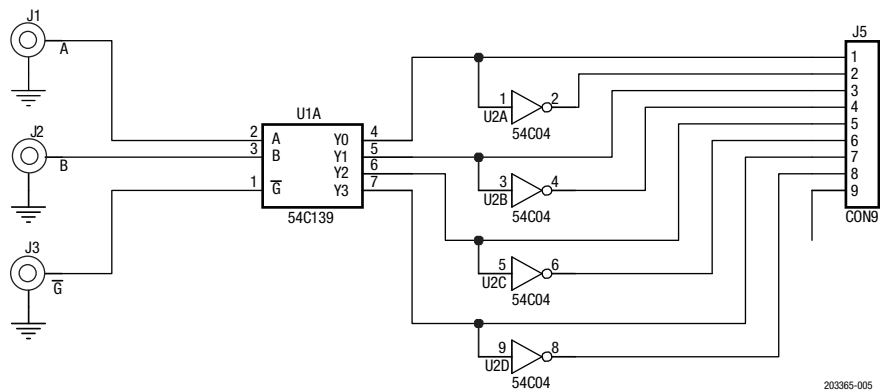 J1
A
J2
B
J3
G̅
U1A
2 A Y0 4
3 B Y1 5
Y2 6
1 G̅ Y3 7
54C139
1 2
U2A
54C04
3 4
U2B
54C04
5 6
U2C
54C04
9 8
U2D
54C04
J5
1
2
3
4
5
6
7
8
9
CON9
203365-005